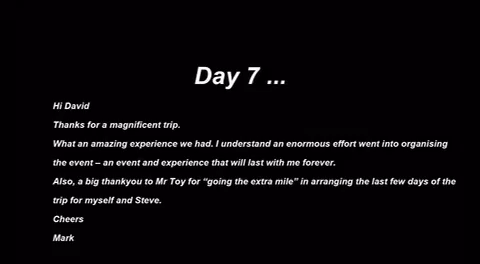 Day 7 ...
Hi David
Thanks for a magnificent trip.
What an amazing experience we had. I understand an enormous effort went into organising
the event – an event and experience that will last with me forever.
Also, a big thankyou to Mr Toy for “going the extra mile” in arranging the last few days of the
trip for myself and Steve.
Cheers
Mark